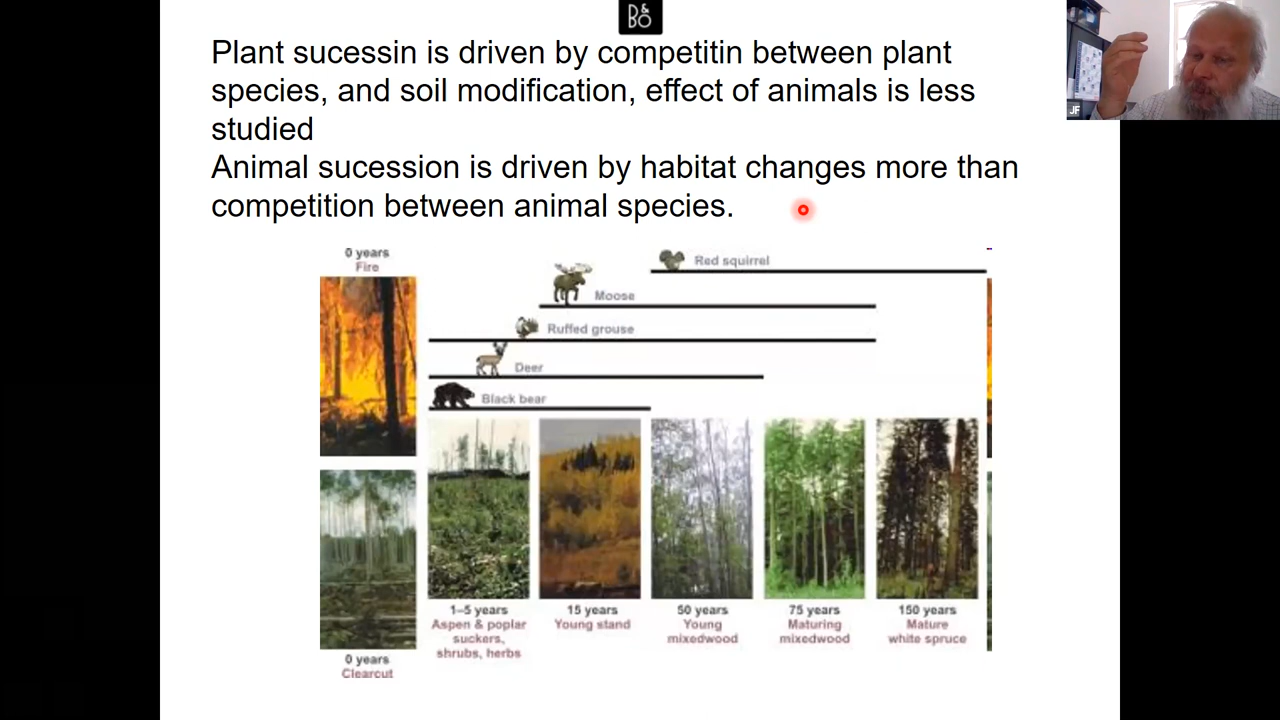 D&
BO
Plant sucessin is driven by competitin between plant
species, and soil modification, effect of animals is less
studied
Animal sucession is driven by habitat changes more than
competition between animal species.
JF
0 years
Fire
Red squirrel
Moose
Ruffed grouse
Deer
Black bear
1–5 years
Aspen & poplar
suckers,
shrubs, herbs
15 years
Young stand
50 years
Young
mixedwood
75 years
Maturing
mixedwood
150 years
Mature
white spruce
0 years
Clearcut